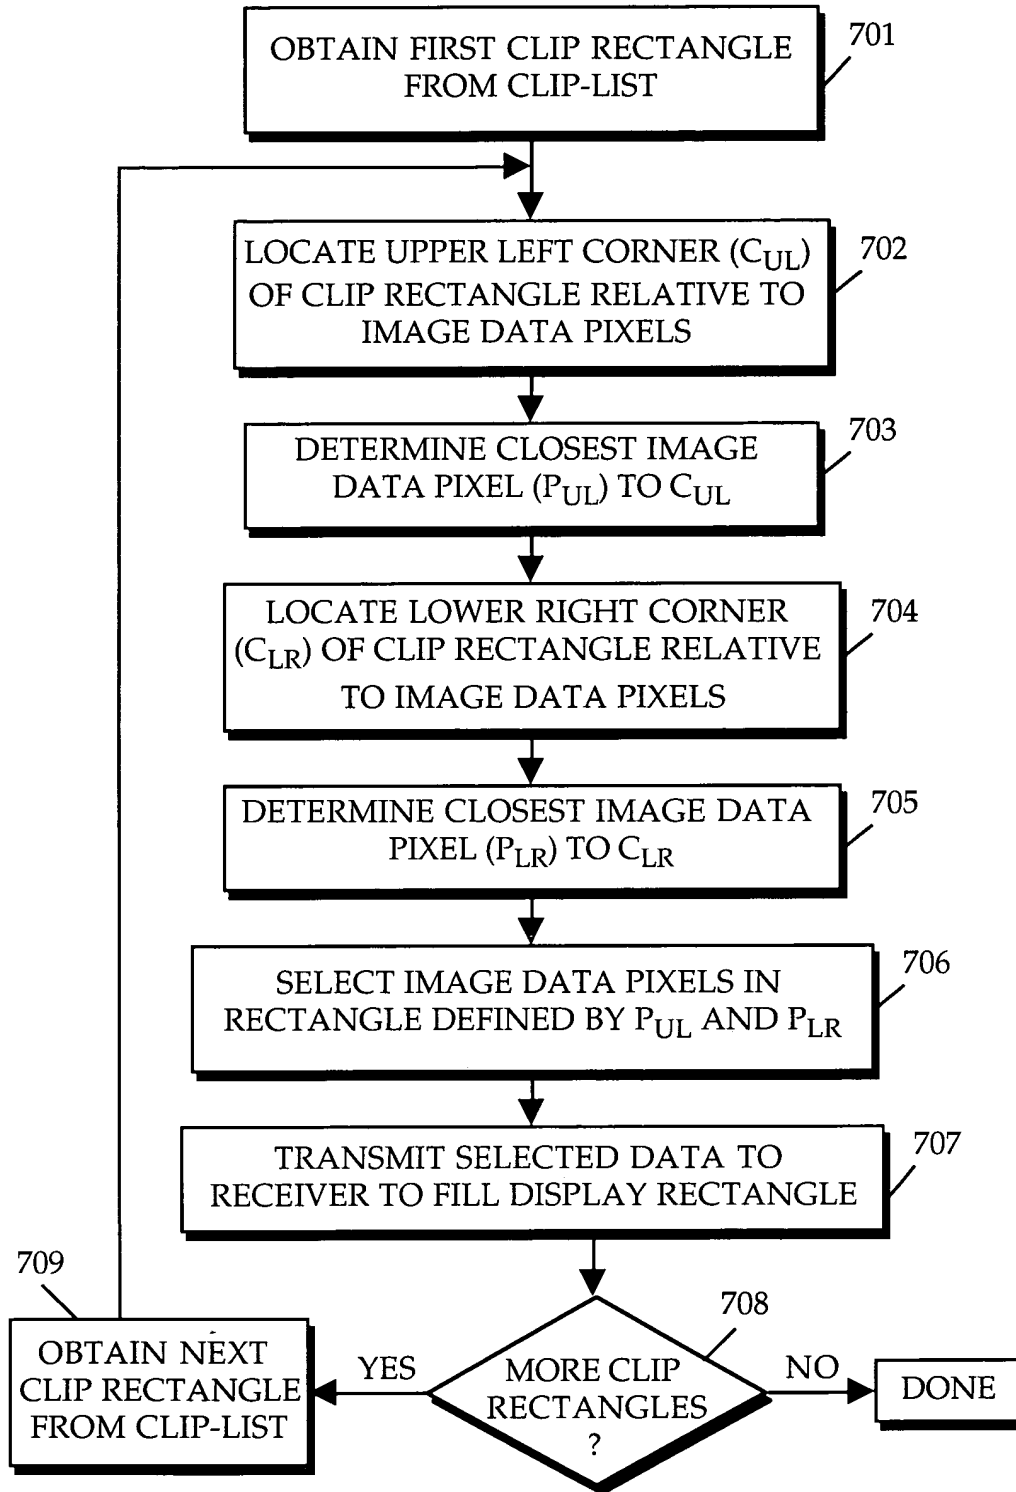 OBTAIN FIRST CLIP RECTANGLE
FROM CLIP-LIST
701
LOCATE UPPER LEFT CORNER (CUL)
OF CLIP RECTANGLE RELATIVE TO
IMAGE DATA PIXELS
702
DETERMINE CLOSEST IMAGE
DATA PIXEL (PUL) TO CUL
703
LOCATE LOWER RIGHT CORNER
(CLR) OF CLIP RECTANGLE RELATIVE
TO IMAGE DATA PIXELS
704
DETERMINE CLOSEST IMAGE DATA
PIXEL (PLR) TO CLR
705
SELECT IMAGE DATA PIXELS IN
RECTANGLE DEFINED BY PUL AND PLR
706
TRANSMIT SELECTED DATA TO
RECEIVER TO FILL DISPLAY RECTANGLE
707
MORE CLIP
RECTANGLES
?
708
YES
NO
DONE
OBTAIN NEXT
CLIP RECTANGLE
FROM CLIP-LIST
709